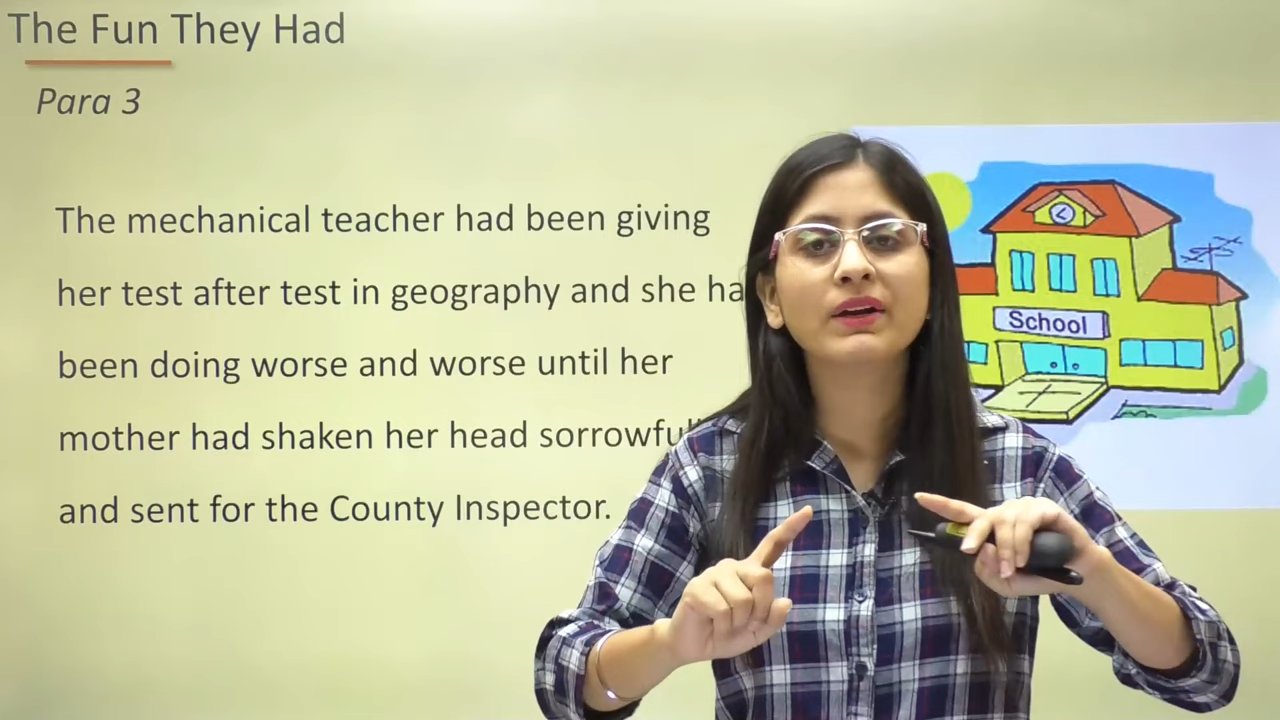 The Fun They Had
Para 3
The mechanical teacher had been giving
her test after test in geography and she ha
been doing worse and worse until her
mother had shaken her head sorrowful
and sent for the County Inspector.
School